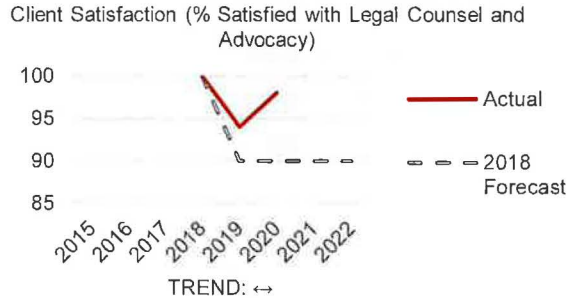 Client Satisfaction (% Satisfied with Legal Counsel and
Advocacy)
100
95
90
85
2015
2016
2017
2018
2019
2020
2021
2022
Actual
2018
Forecast
TREND: ↔